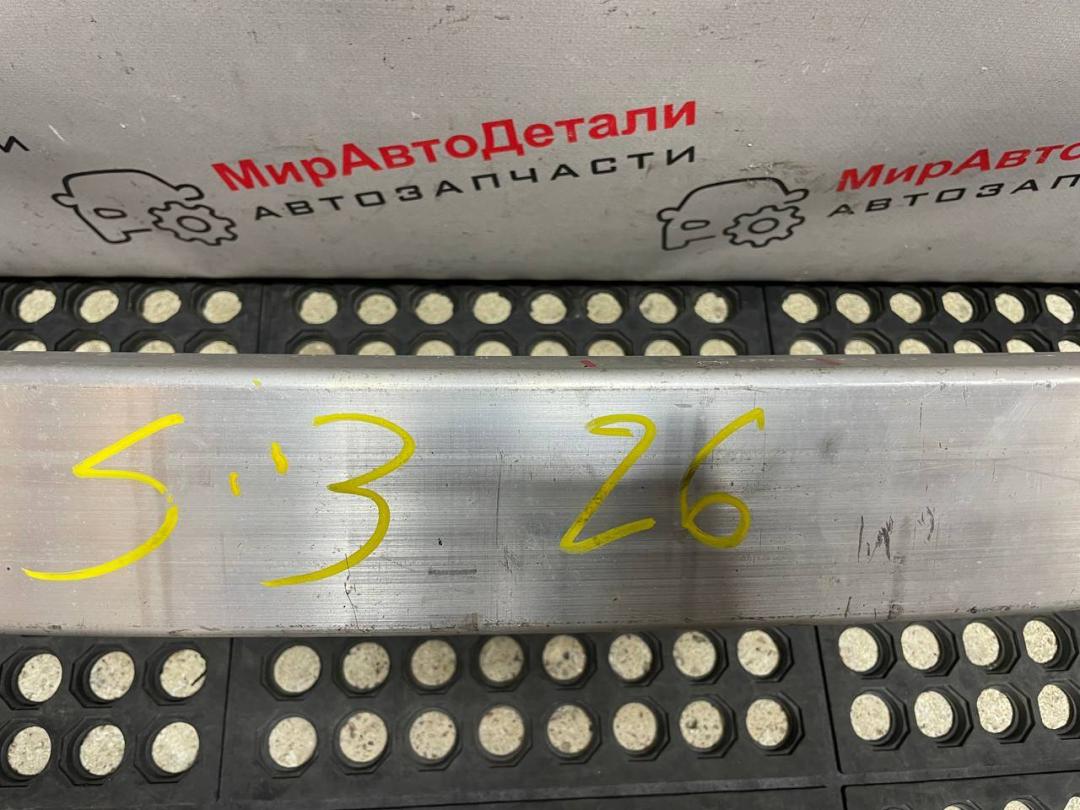 МирАвтоДетали
АВТОЗАПЧАСТИ
МирАвто
АВТОЗАП
5 3 26